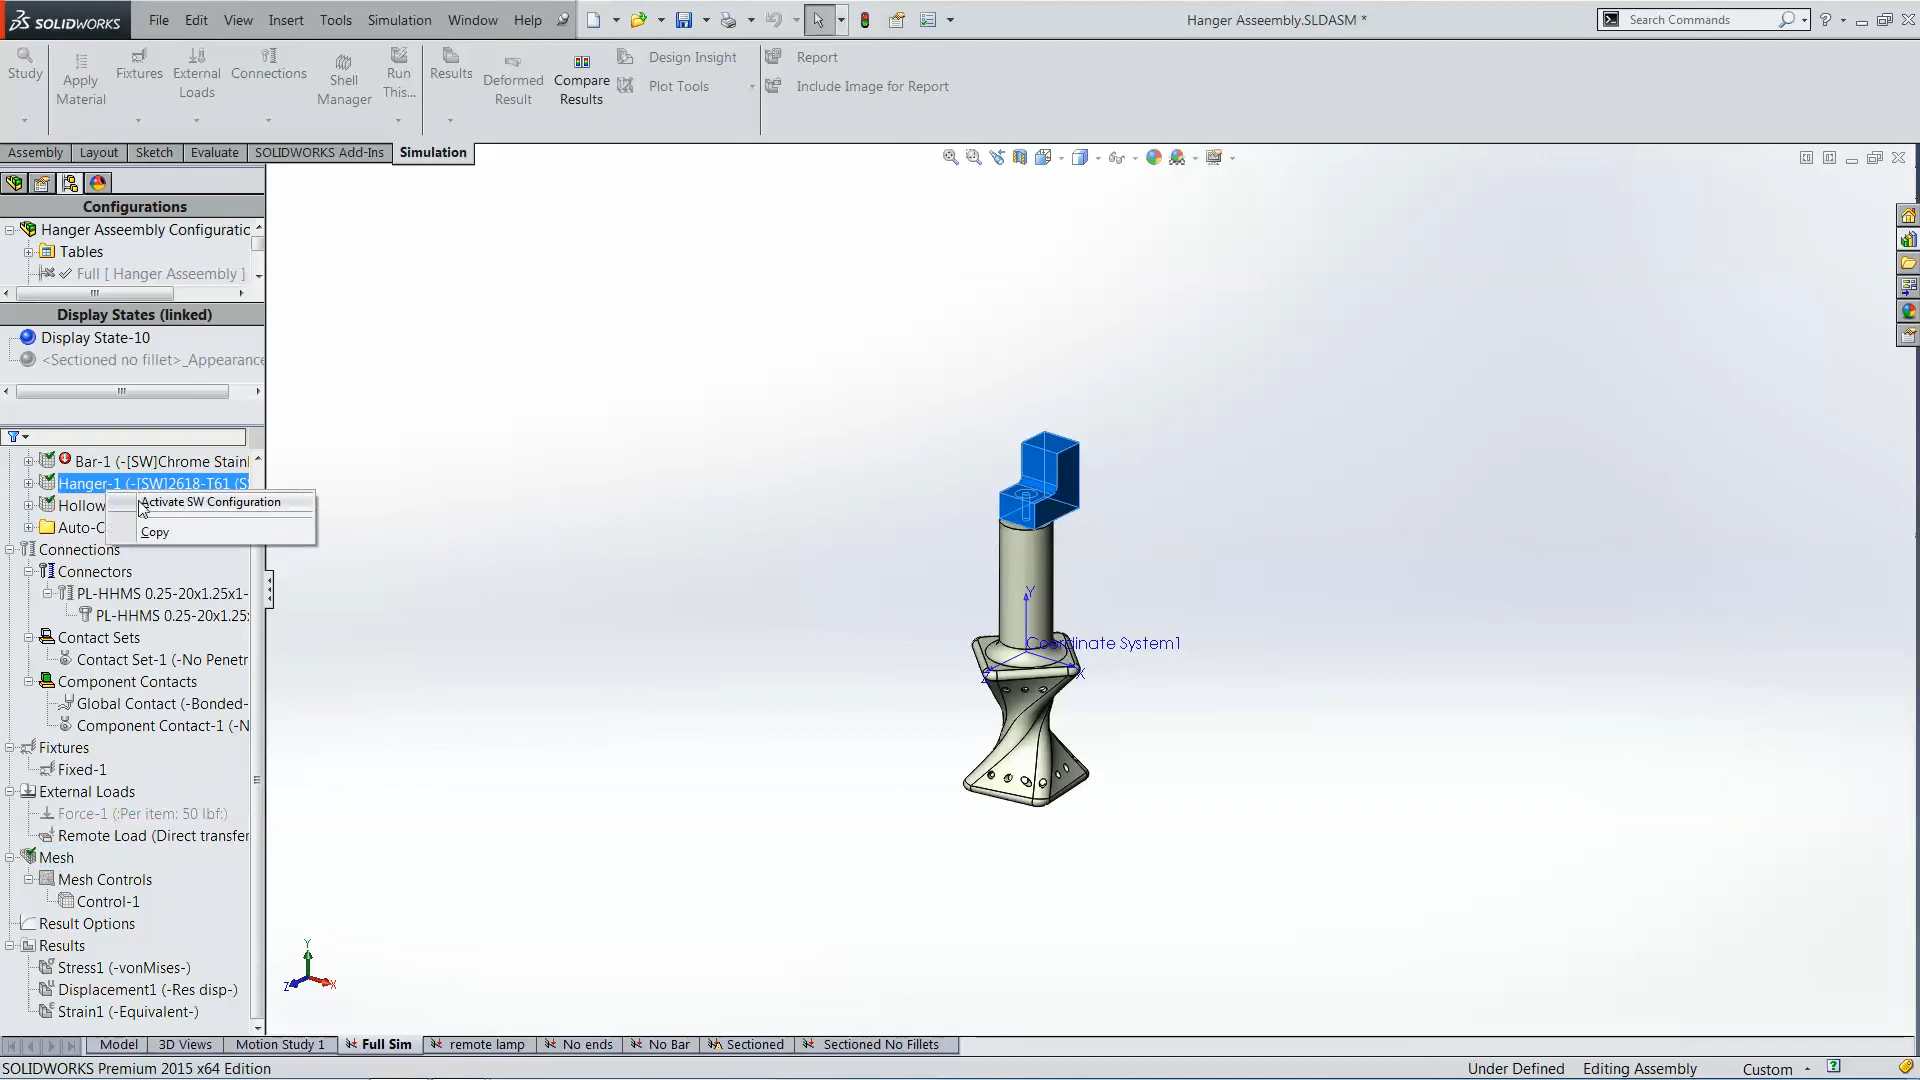 SOLIDWORKS File Edit View Insert Tools Simulation Window Help Hanger Asseembly.SLDASM * Search Commands
Study Apply Material Fixtures External Loads Connections Shell Manager Run This... Results Deformed Result Compare Results Design Insight Plot Tools Report Include Image for Report
Assembly Layout Sketch Evaluate SOLIDWORKS Add-Ins Simulation
Configurations
Hanger Asseembly Configuratio
Tables
Full [ Hanger Asseembly ]
Display States (linked)
Display State-10
<Sectioned no fillet>_Appearance
Bar-1 (-[SW]Chrome Stainl
Hanger-1 (-[SW]2618-T61 (S
Activate SW Configuration
Hollow
Auto-C
Copy
Connections
Connectors
PL-HHMS 0.25-20x1.25x1-
PL-HHMS 0.25-20x1.25x
Contact Sets
Contact Set-1 (-No Penetr
Component Contacts
Global Contact (-Bonded-
Component Contact-1 (-N
Fixtures
Fixed-1
External Loads
Force-1 (:Per item: 50 lbf:)
Remote Load (Direct transfer
Mesh
Mesh Controls
Control-1
Result Options
Results
Stress1 (-vonMises-)
Displacement1 (-Res disp-)
Strain1 (-Equivalent-)
Y
Coordinate System1
Z X
Y
Z X
Model 3D Views Motion Study 1 Full Sim remote lamp No ends No Bar Sectioned Sectioned No Fillets
SOLIDWORKS Premium 2015 x64 Edition Under Defined Editing Assembly Custom